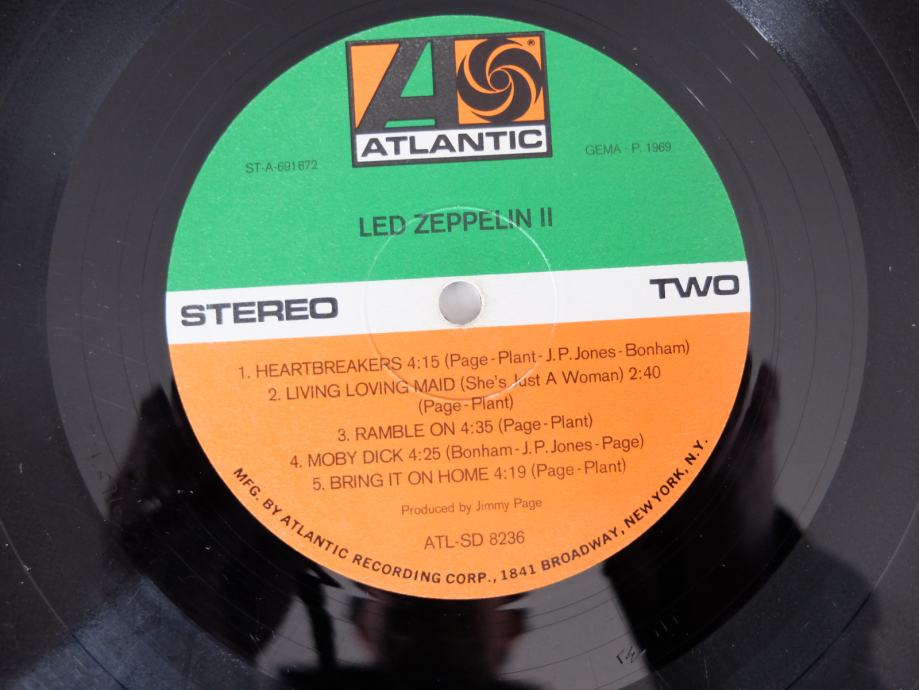 ATLANTIC
®
ST-A-691672
GEMA · P. 1969
LED ZEPPELIN II
STEREO
TWO
1. HEARTBREAKERS 4:15 (Page-Plant-J.P.Jones-Bonham)
2. LIVING LOVING MAID (She's Just A Woman) 2:40
(Page-Plant)
3. RAMBLE ON 4:35 (Page-Plant)
4. MOBY DICK 4:25 (Bonham-J.P.Jones-Page)
5. BRING IT ON HOME 4:19 (Page-Plant)
Produced by Jimmy Page
ATL-SD 8236
MFG. BY ATLANTIC RECORDING CORP., 1841 BROADWAY, NEW YORK, N.Y.